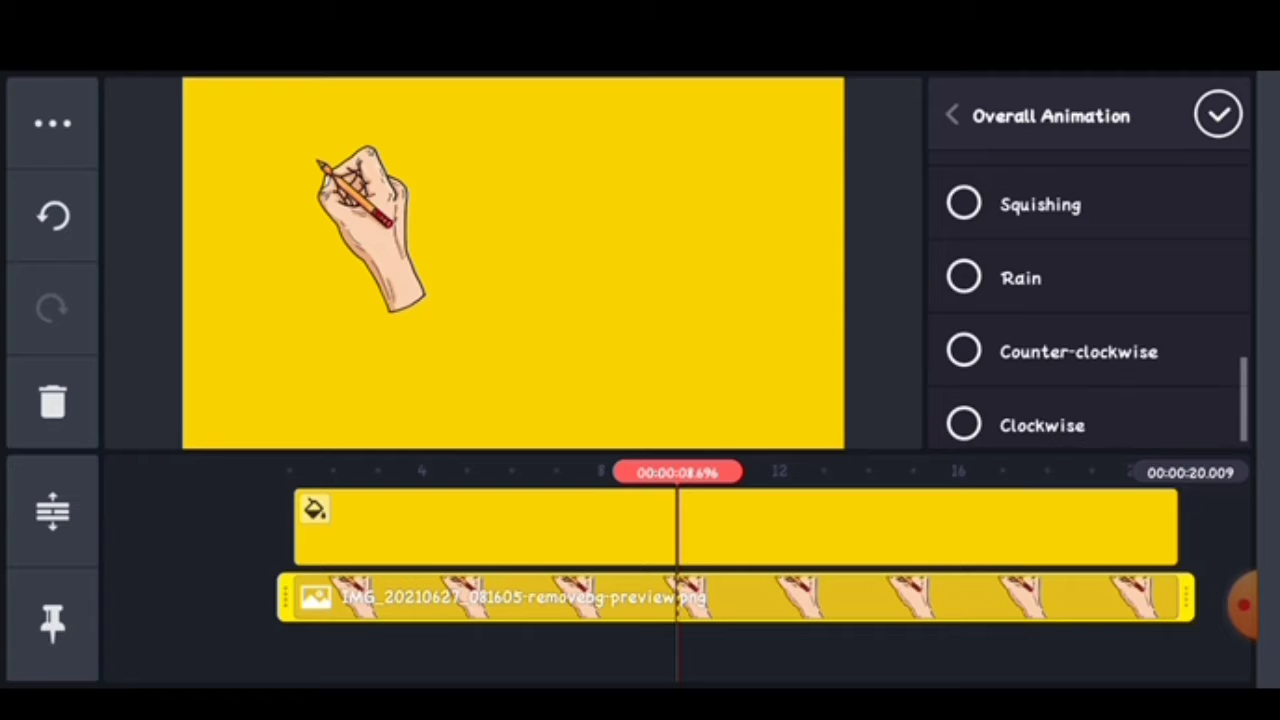 Overall Animation
Squishing
Rain
Counter-clockwise
Clockwise
4
8
00:00:08.696
12
16
00:00:20.009
IMG_20210627_081605-removebg-preview.png